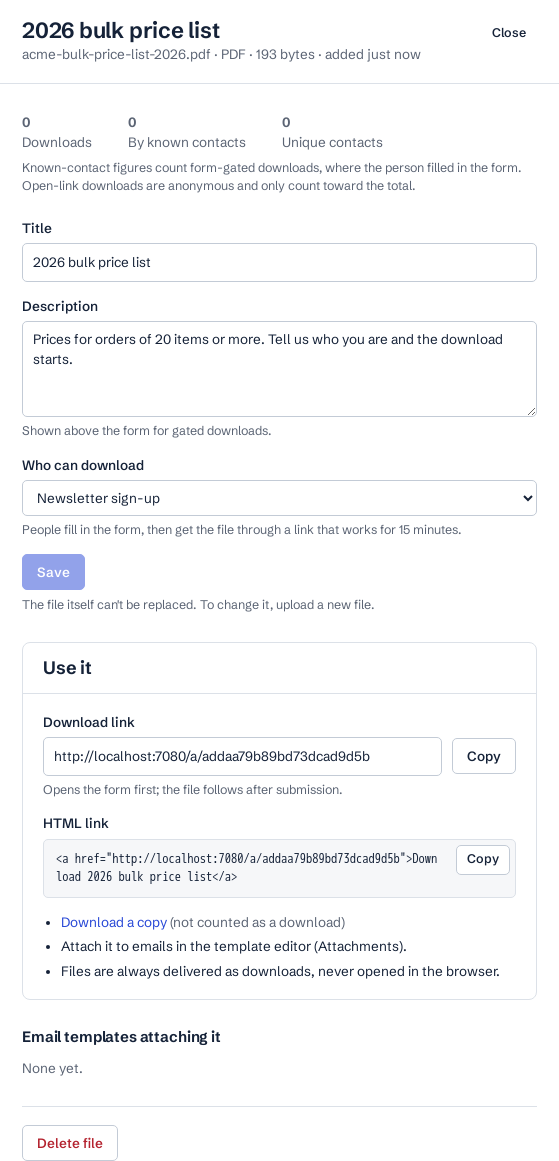 2026 bulk price list
Close
acme-bulk-price-list-2026.pdf · PDF · 193 bytes · added just now
0
Downloads
0
By known contacts
0
Unique contacts
Known-contact figures count form-gated downloads, where the person filled in the form.
Open-link downloads are anonymous and only count toward the total.
Title
2026 bulk price list
Description
Prices for orders of 20 items or more. Tell us who you are and the download
starts.
Shown above the form for gated downloads.
Who can download
Newsletter sign-up
People fill in the form, then get the file through a link that works for 15 minutes.
Save
The file itself can't be replaced. To change it, upload a new file.
Use it
Download link
http://localhost:7080/a/addaa79b89bd73dcad9d5b
Copy
Opens the form first; the file follows after submission.
HTML link
<a href="http://localhost:7080/a/addaa79b89bd73dcad9d5b">Down
load 2026 bulk price list</a>
Copy
• Download a copy (not counted as a download)
• Attach it to emails in the template editor (Attachments).
• Files are always delivered as downloads, never opened in the browser.
Email templates attaching it
None yet.
Delete file